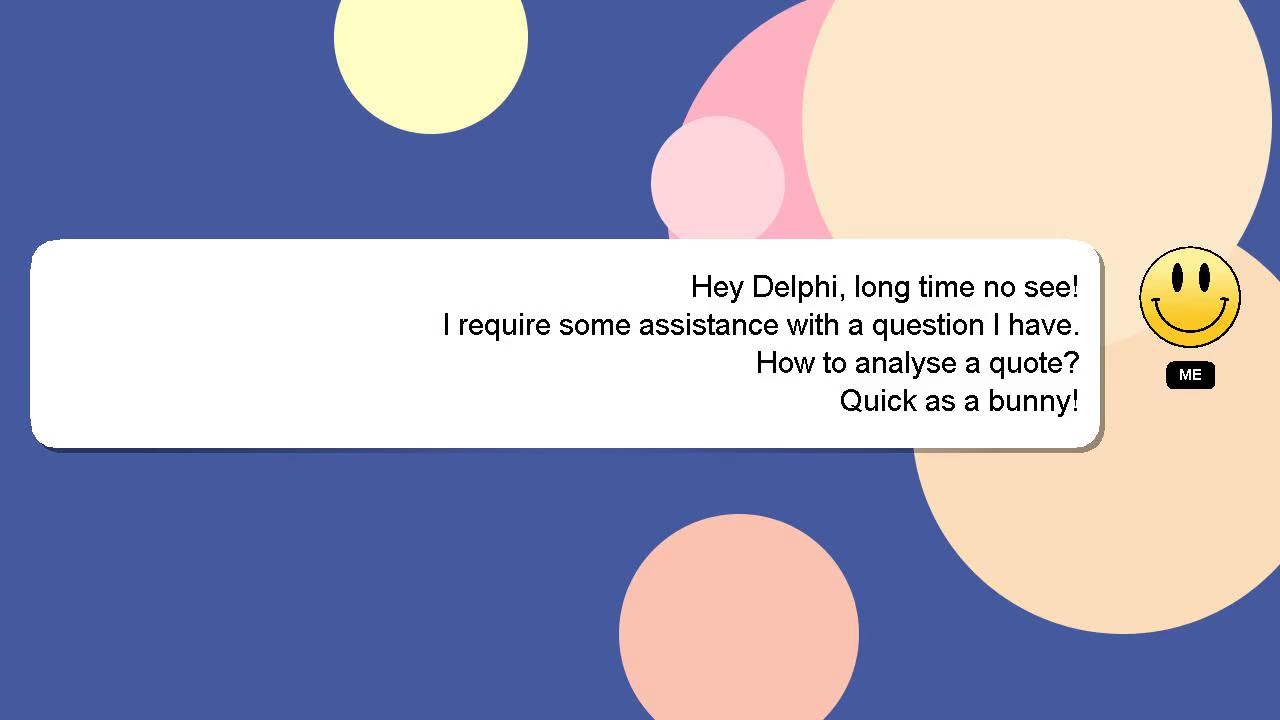 Hey Delphi, long time no see!
I require some assistance with a question I have.
How to analyse a quote?
Quick as a bunny!
ME